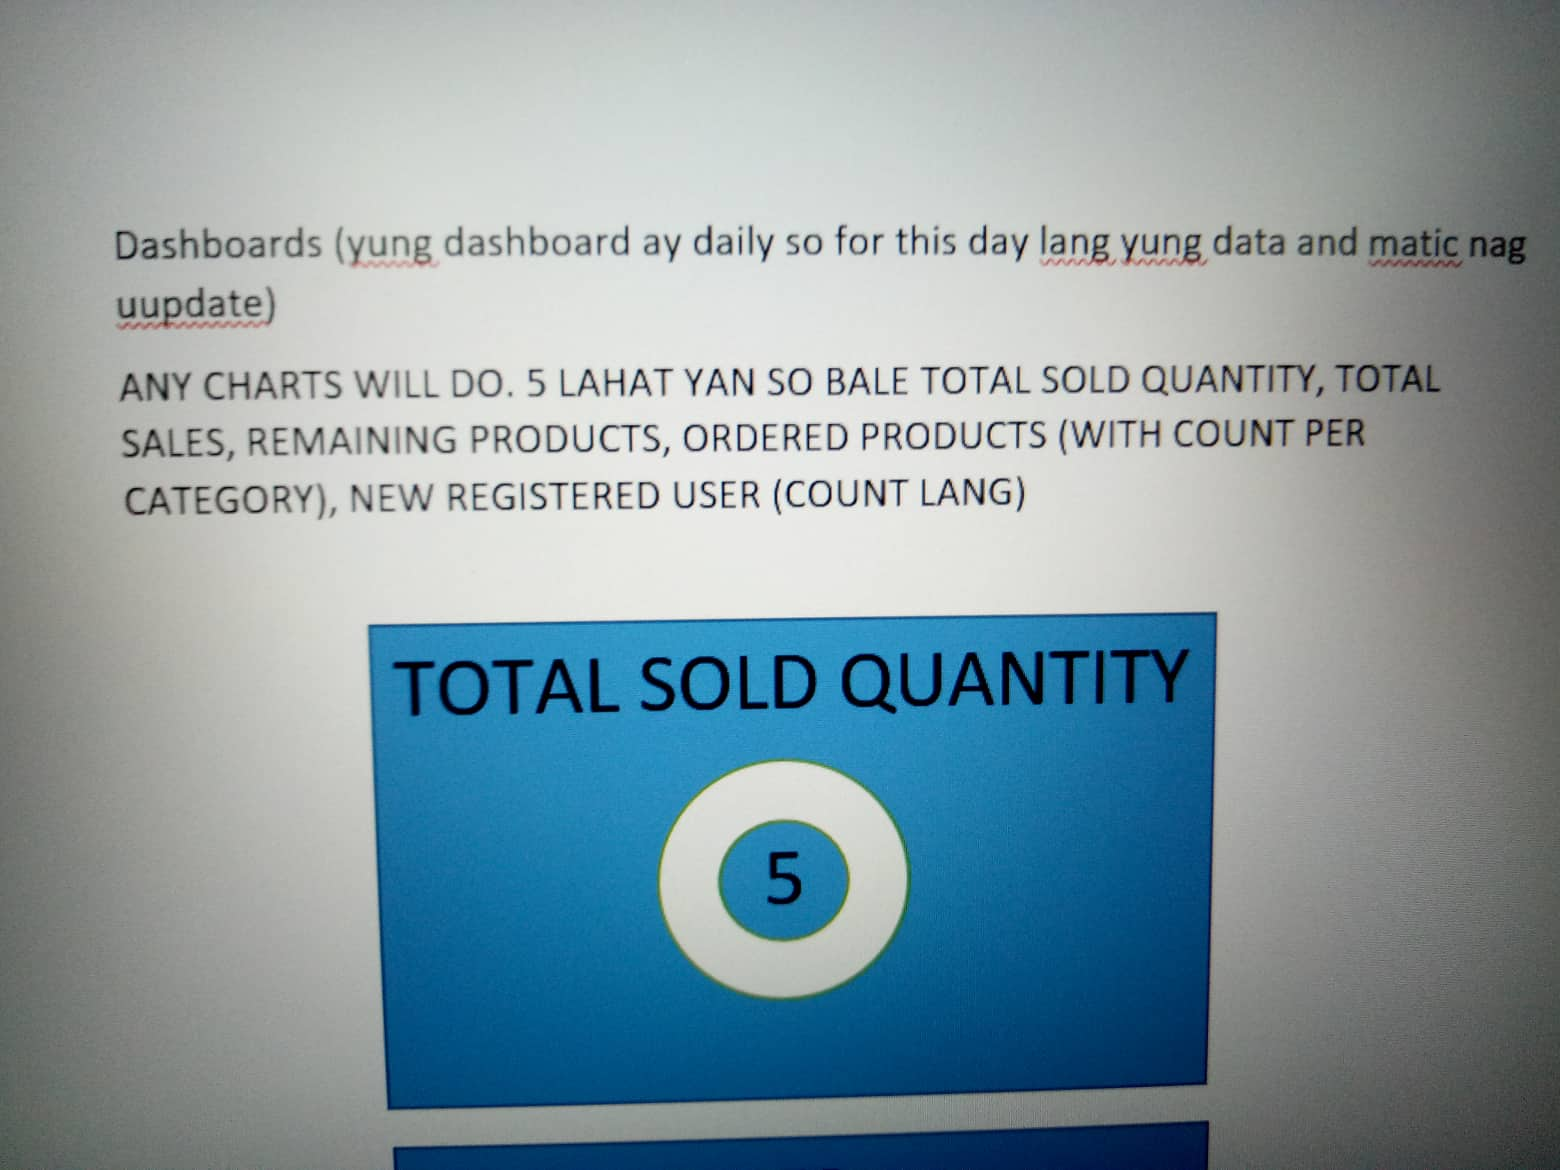 Dashboards (yung dashboard ay daily so for this day lang yung data and matic nag
uupdate)
ANY CHARTS WILL DO. 5 LAHAT YAN SO BALE TOTAL SOLD QUANTITY, TOTAL
SALES, REMAINING PRODUCTS, ORDERED PRODUCTS (WITH COUNT PER
CATEGORY), NEW REGISTERED USER (COUNT LANG)
TOTAL SOLD QUANTITY
5